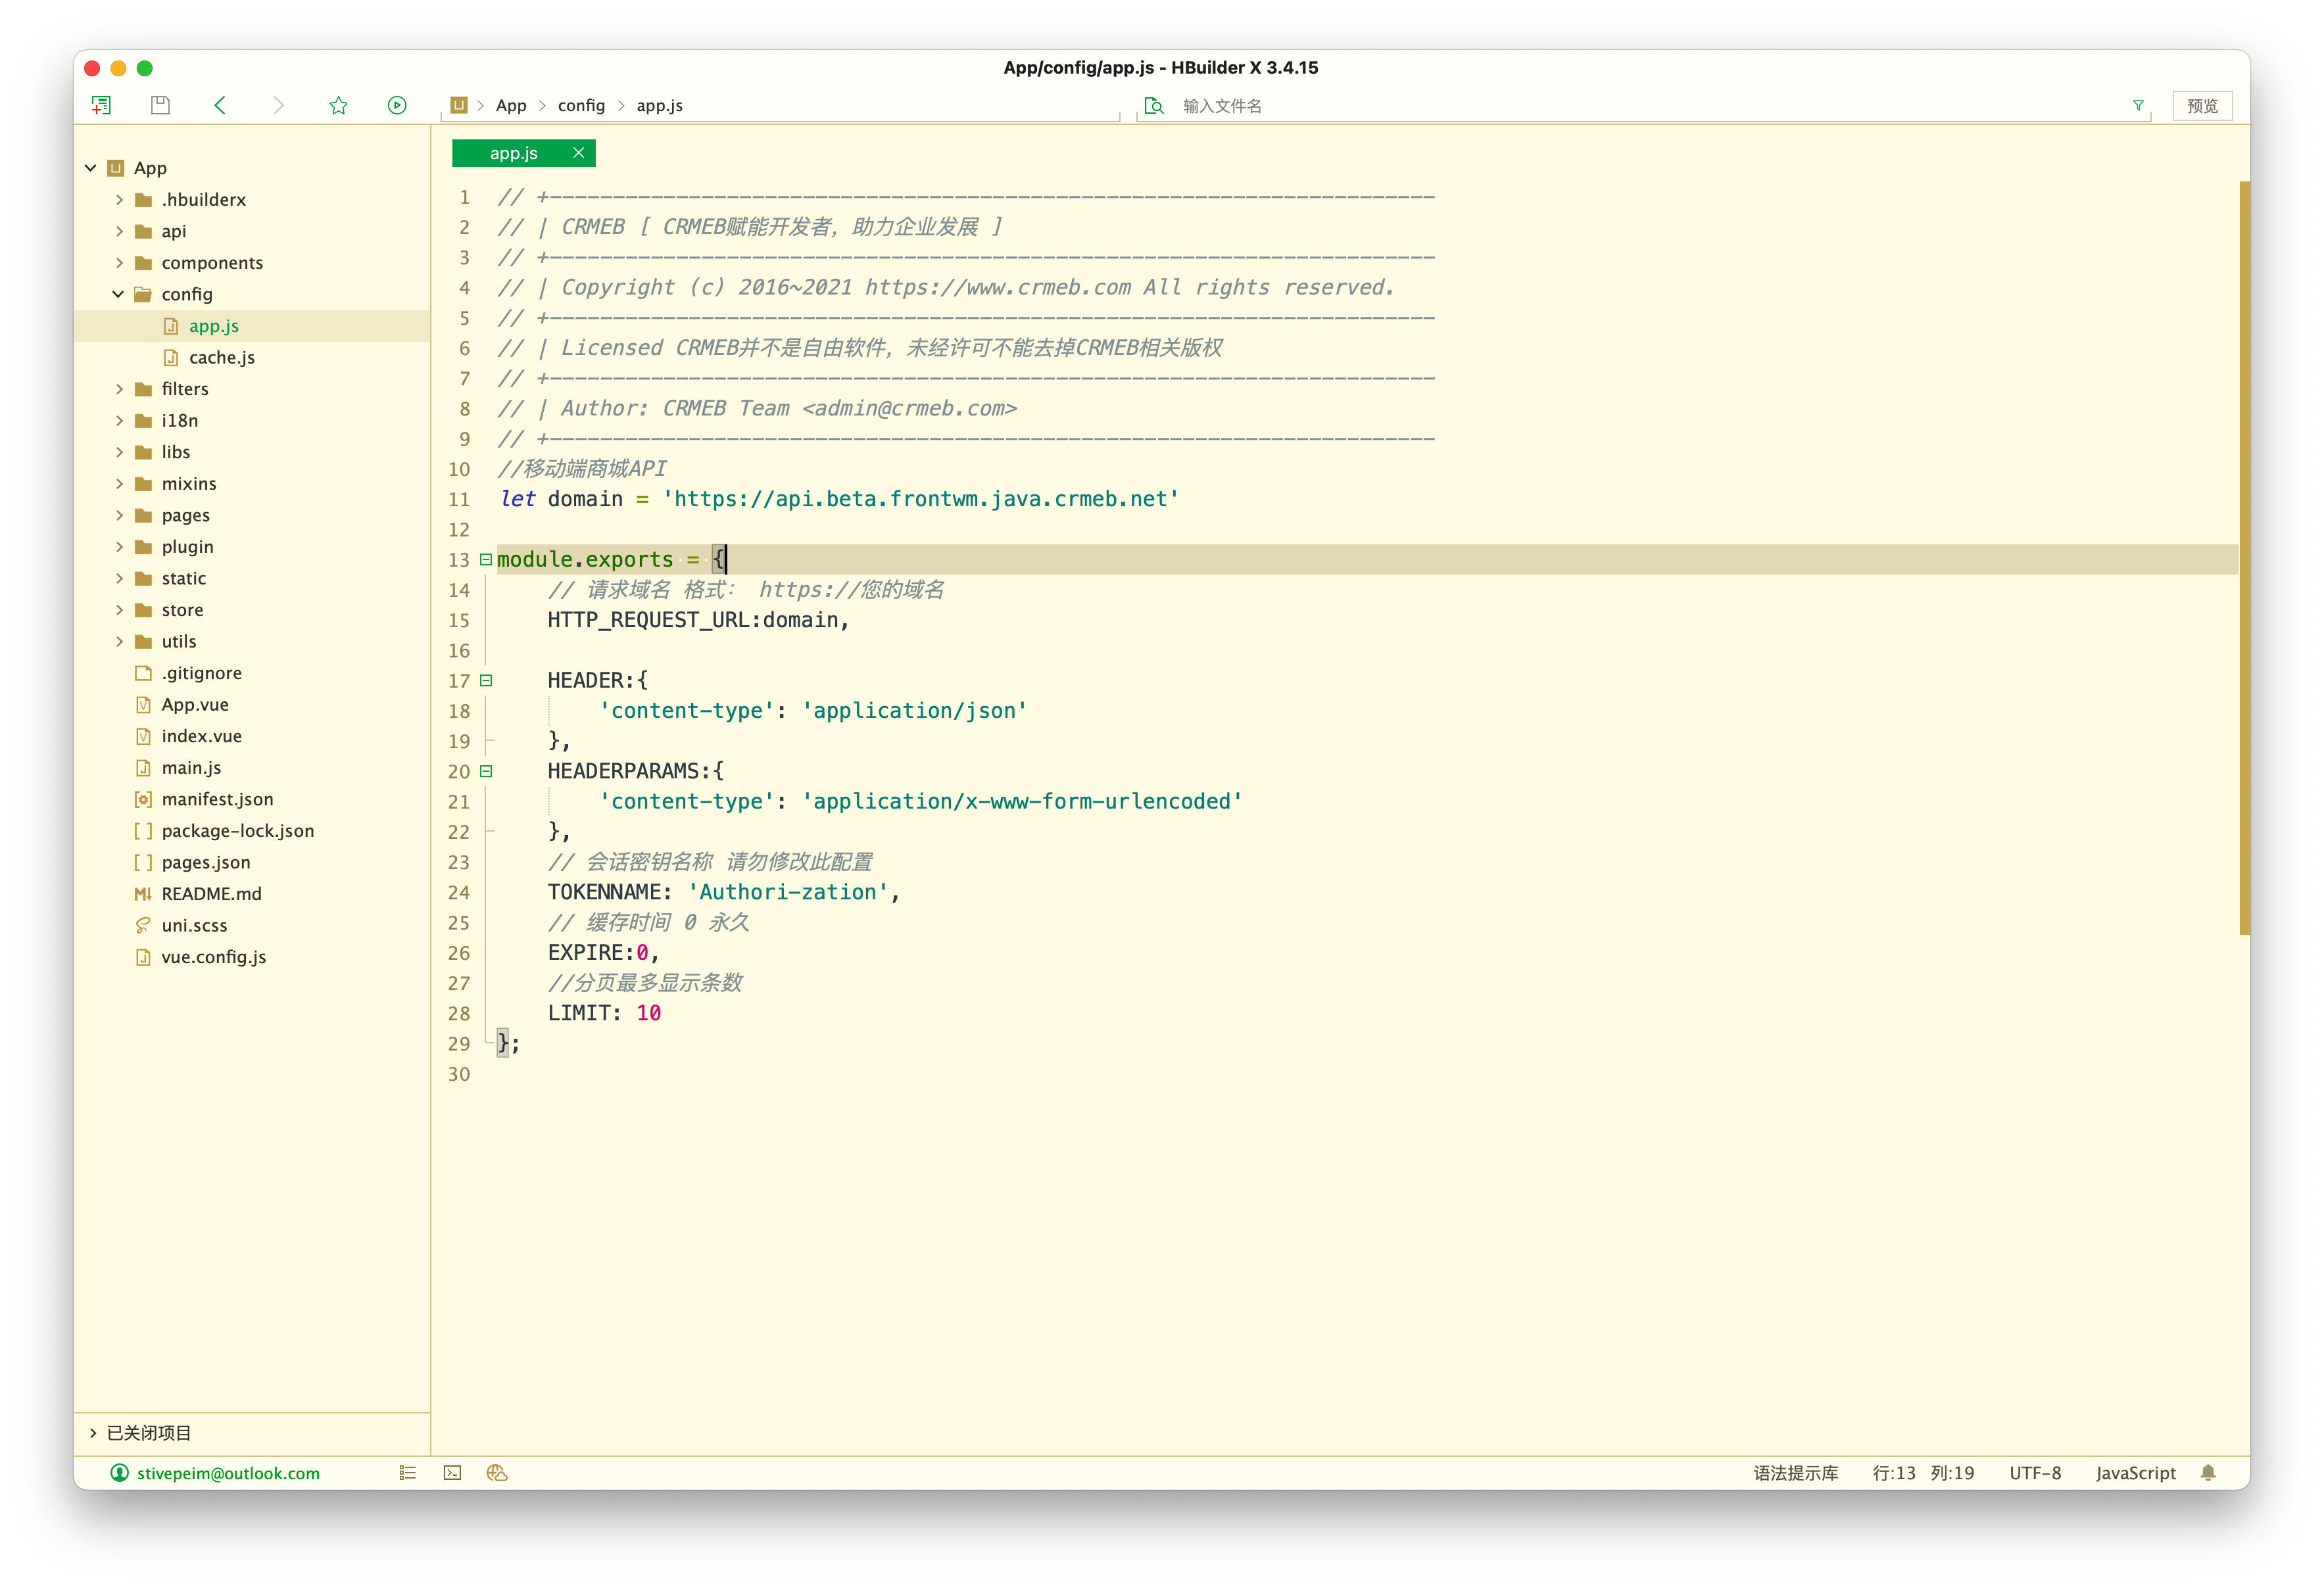 App/config/app.js - HBuilder X 3.4.15
App > config > app.js
输入文件名
预览
App
.hbuilderx
api
components
config
app.js
cache.js
filters
i18n
libs
mixins
pages
plugin
static
store
utils
.gitignore
App.vue
index.vue
main.js
manifest.json
package-lock.json
pages.json
README.md
uni.scss
vue.config.js
已关闭项目
app.js
1 // +----------------------------------------------------------------------
2 // | CRMEB [ CRMEB赋能开发者，助力企业发展 ]
3 // +----------------------------------------------------------------------
4 // | Copyright (c) 2016~2021 https://www.crmeb.com All rights reserved.
5 // +----------------------------------------------------------------------
6 // | Licensed CRMEB并不是自由软件，未经许可不能去掉CRMEB相关版权
7 // +----------------------------------------------------------------------
8 // | Author: CRMEB Team <admin@crmeb.com>
9 // +----------------------------------------------------------------------
10 //移动端商城API
11 let domain = 'https://api.beta.frontwm.java.crmeb.net'
12
13 module.exports = {
14 // 请求域名 格式： https://您的域名
15 HTTP_REQUEST_URL:domain,
16
17 HEADER:{
18 'content-type': 'application/json'
19 },
20 HEADERPARAMS:{
21 'content-type': 'application/x-www-form-urlencoded'
22 },
23 // 会话密钥名称 请勿修改此配置
24 TOKENNAME: 'Authori-zation',
25 // 缓存时间 0 永久
26 EXPIRE:0,
27 //分页最多显示条数
28 LIMIT: 10
29 };
30
stivepeim@outlook.com
语法提示库 行:13 列:19 UTF-8 JavaScript